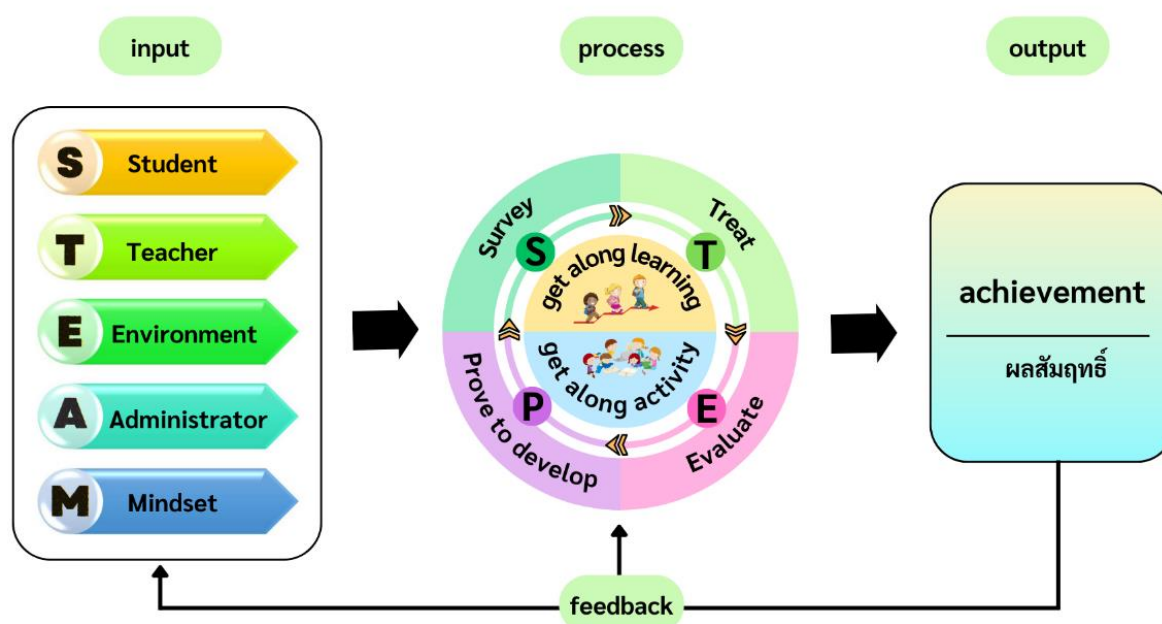 input
process
output
S Student
T Teacher
E Environment
A Administrator
M Mindset
S Survey
T Treat
E Evaluate
P Prove to develop
get along learning
get along activity
achievement
ผลสัมฤทธิ์
feedback